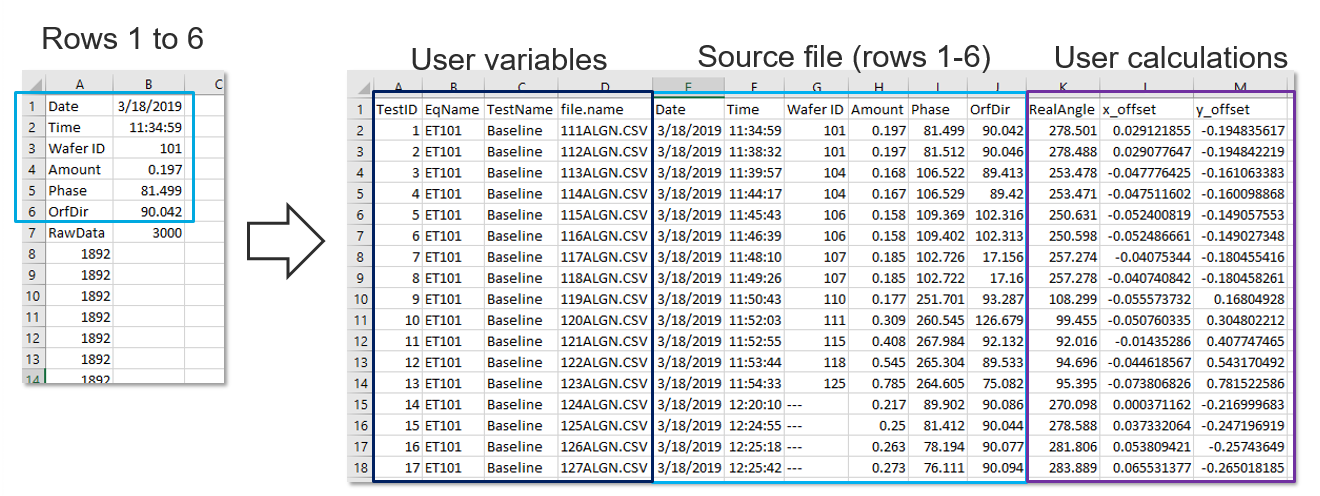 Rows 1 to 6
User variables
Source file (rows 1-6)
User calculations
A B C
1 Date 3/18/2019
2 Time 11:34:59
3 Wafer ID 101
4 Amount 0.197
5 Phase 81.499
6 OrfDir 90.042
7 RawData 3000
8 1892
9 1892
10 1892
11 1892
12 1892
13 1892
14 1892
A B C D E F G H I J K L M
1 TestID EqName TestName file.name Date Time Wafer ID Amount Phase OrfDir RealAngle x_offset y_offset
2 1 ET101 Baseline 111ALGN.CSV 3/18/2019 11:34:59 101 0.197 81.499 90.042 278.501 0.029121855 -0.194835617
3 2 ET101 Baseline 112ALGN.CSV 3/18/2019 11:38:32 101 0.197 81.512 90.046 278.488 0.029077647 -0.194842219
4 3 ET101 Baseline 113ALGN.CSV 3/18/2019 11:39:57 104 0.168 106.522 89.413 253.478 -0.047776425 -0.161063383
5 4 ET101 Baseline 114ALGN.CSV 3/18/2019 11:44:17 104 0.167 106.529 89.42 253.471 -0.047511602 -0.160098868
6 5 ET101 Baseline 115ALGN.CSV 3/18/2019 11:45:43 106 0.158 109.369 102.316 250.631 -0.052400819 -0.149057553
7 6 ET101 Baseline 116ALGN.CSV 3/18/2019 11:46:39 106 0.158 109.402 102.313 250.598 -0.052486661 -0.149027348
8 7 ET101 Baseline 117ALGN.CSV 3/18/2019 11:48:10 107 0.185 102.726 17.156 257.274 -0.04075344 -0.180455416
9 8 ET101 Baseline 118ALGN.CSV 3/18/2019 11:49:26 107 0.185 102.722 17.16 257.278 -0.040740842 -0.180458261
10 9 ET101 Baseline 119ALGN.CSV 3/18/2019 11:50:43 110 0.177 251.701 93.287 108.299 -0.055573732 0.16804928
11 10 ET101 Baseline 120ALGN.CSV 3/18/2019 11:52:03 111 0.309 260.545 126.679 99.455 -0.050760335 0.304802212
12 11 ET101 Baseline 121ALGN.CSV 3/18/2019 11:52:55 115 0.408 267.984 92.132 92.016 -0.01435286 0.407747465
13 12 ET101 Baseline 122ALGN.CSV 3/18/2019 11:53:44 118 0.545 265.304 89.533 94.696 -0.044618567 0.543170492
14 13 ET101 Baseline 123ALGN.CSV 3/18/2019 11:54:33 125 0.785 264.605 75.082 95.395 -0.073806826 0.781522586
15 14 ET101 Baseline 124ALGN.CSV 3/18/2019 12:20:10 --- 0.217 89.902 90.086 270.098 0.000371162 -0.216999683
16 15 ET101 Baseline 125ALGN.CSV 3/18/2019 12:24:55 --- 0.25 81.412 90.044 278.588 0.037332064 -0.247196919
17 16 ET101 Baseline 126ALGN.CSV 3/18/2019 12:25:18 --- 0.263 78.194 90.077 281.806 0.053809421 -0.25743649
18 17 ET101 Baseline 127ALGN.CSV 3/18/2019 12:25:42 --- 0.273 76.111 90.094 283.889 0.065531377 -0.265018185